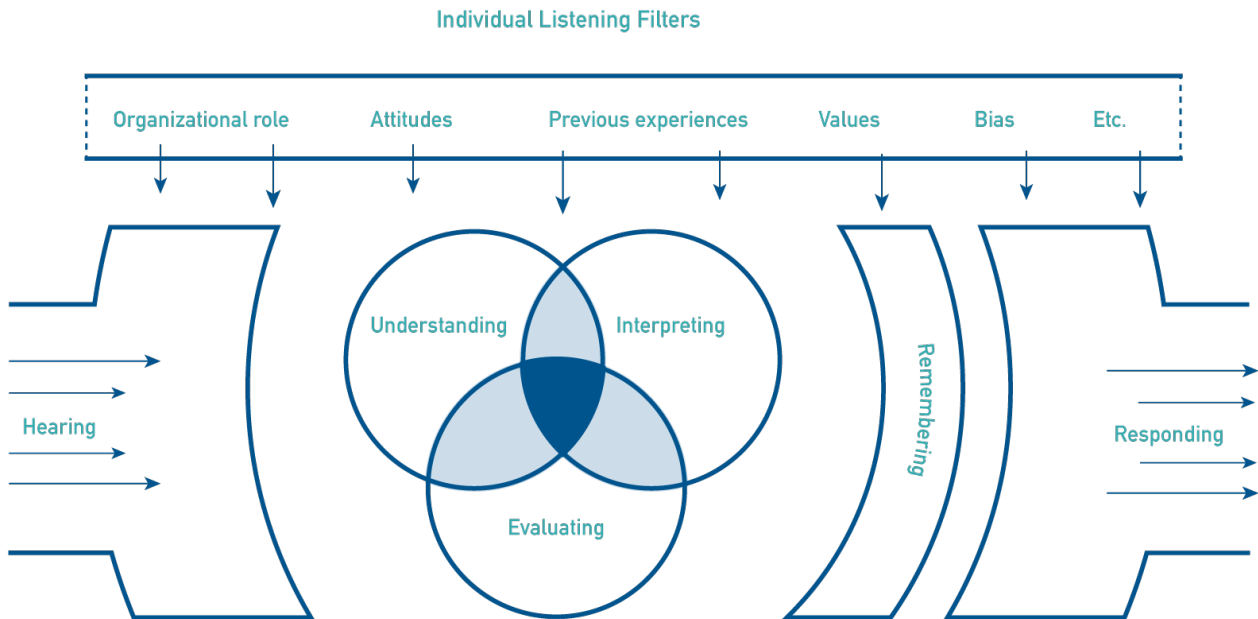 Individual Listening Filters
Organizational role Attitudes Previous experiences Values Bias Etc.
Understanding Interpreting
Remembering
Hearing
Responding
Evaluating